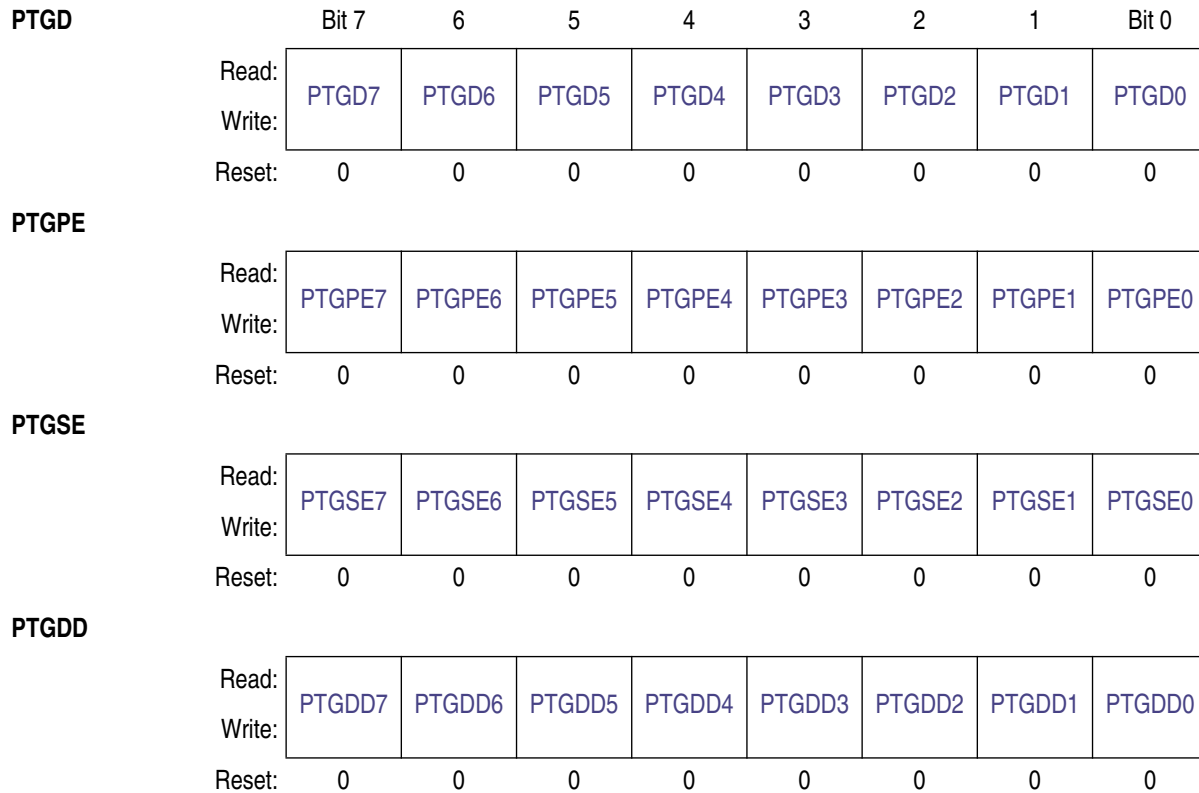 PTGD Bit 7 6 5 4 3 2 1 Bit 0
Read:
PTGD7 PTGD6 PTGD5 PTGD4 PTGD3 PTGD2 PTGD1 PTGD0
Write:
Reset: 0 0 0 0 0 0 0 0
PTGPE
Read:
PTGPE7 PTGPE6 PTGPE5 PTGPE4 PTGPE3 PTGPE2 PTGPE1 PTGPE0
Write:
Reset: 0 0 0 0 0 0 0 0
PTGSE
Read:
PTGSE7 PTGSE6 PTGSE5 PTGSE4 PTGSE3 PTGSE2 PTGSE1 PTGSE0
Write:
Reset: 0 0 0 0 0 0 0 0
PTGDD
Read:
PTGDD7 PTGDD6 PTGDD5 PTGDD4 PTGDD3 PTGDD2 PTGDD1 PTGDD0
Write:
Reset: 0 0 0 0 0 0 0 0